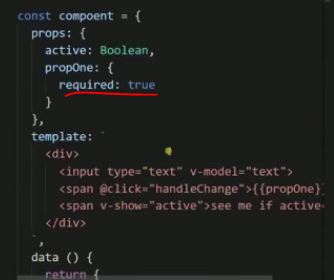 const compoent = {
props: {
active: Boolean,
propOne: {
required: true
}
},
template: `
<div>
<input type="text" v-model="text">
<span @click="handleChange">{{propOne}}
<span v-show="active">see me if active
</div>
`,
data () {
return {